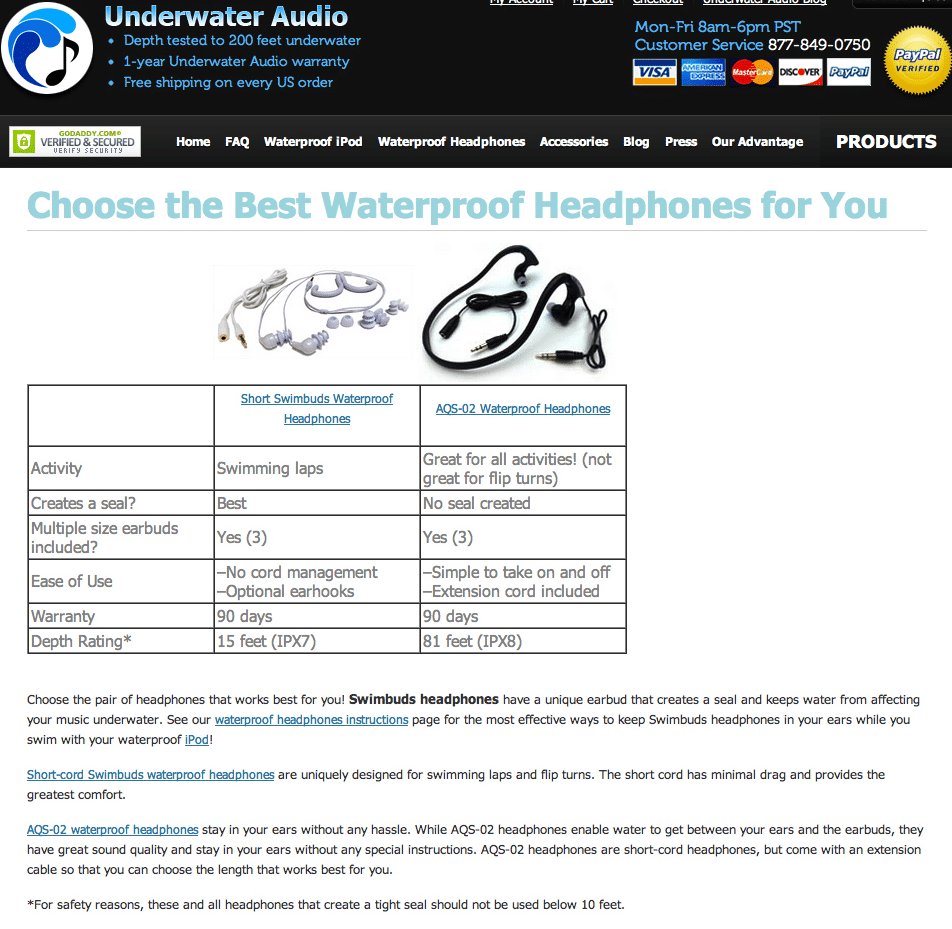 My Account My Cart Checkout Underwater Audio Blog
Underwater Audio
Depth tested to 200 feet underwater
1-year Underwater Audio warranty
Free shipping on every US order
Mon-Fri 8am-6pm PST
Customer Service 877-849-0750
VISA AMERICAN EXPRESS MasterCard DISCOVER PayPal
PayPal
VERIFIED
GODADDY.COM®
VERIFIED & SECURED
VERIFY SECURITY
Home FAQ Waterproof iPod Waterproof Headphones Accessories Blog Press Our Advantage PRODUCTS
Choose the Best Waterproof Headphones for You
Short Swimbuds Waterproof
Headphones
AQS-02 Waterproof Headphones
Activity
Swimming laps
Great for all activities! (not
great for flip turns)
Creates a seal? Best No seal created
Multiple size earbuds
included?
Yes (3) Yes (3)
Ease of Use
–No cord management
–Optional earhooks
–Simple to take on and off
–Extension cord included
Warranty 90 days 90 days
Depth Rating* 15 feet (IPX7) 81 feet (IPX8)
Choose the pair of headphones that works best for you! Swimbuds headphones have a unique earbud that creates a seal and keeps water from affecting
your music underwater. See our waterproof headphones instructions page for the most effective ways to keep Swimbuds headphones in your ears while you
swim with your waterproof iPod!
Short-cord Swimbuds waterproof headphones are uniquely designed for swimming laps and flip turns. The short cord has minimal drag and provides the
greatest comfort.
AQS-02 waterproof headphones stay in your ears without any hassle. While AQS-02 headphones enable water to get between your ears and the earbuds, they
have great sound quality and stay in your ears without any special instructions. AQS-02 headphones are short-cord headphones, but come with an extension
cable so that you can choose the length that works best for you.
*For safety reasons, these and all headphones that create a tight seal should not be used below 10 feet.